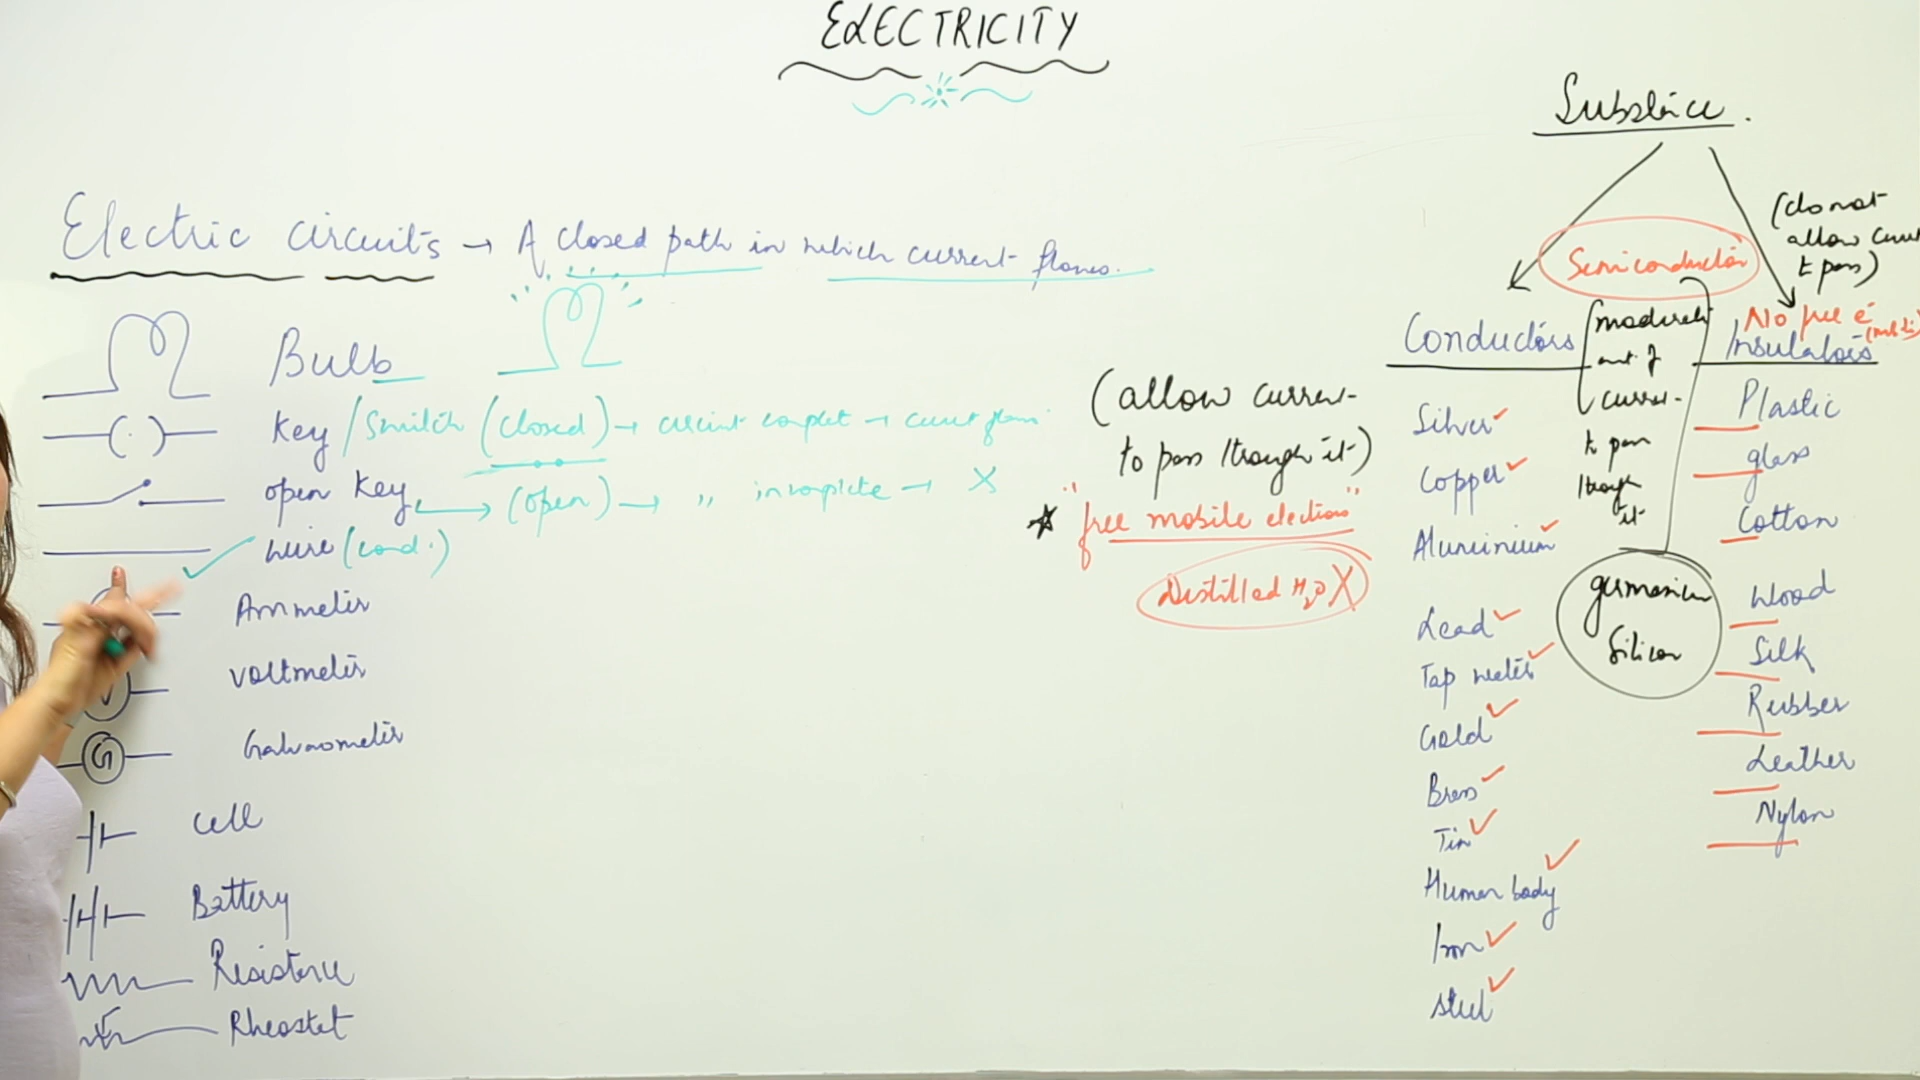 ELECTRICITY
Electric circuits → A closed path in which current flows.
Bulb
Key / Switch (closed) → circuit complet → curnt flows
open Key → (open) → " incomplete → X
wire (cond.)
Ammeter
V
Voltmeter
G
Galvanometer
Cell
Battery
Resistance
Rheostat
(allow current
to pass through it)
★ "free mobile electrons"
Distilled H₂O X
Substance.
Semiconductor
(do not
allow curnt
to pass)
Conductors
Silver ✓
Copper ✓
Aluminium ✓
Lead ✓
Tap water ✓
Gold ✓
Brass ✓
Tin ✓
Human body ✓
Iron ✓
Steel ✓
(moderate
amt. of
current
to pass
through
it
germanium
Silicon
No free e
Insulators
Plastic
glass
Cotton
Wood
Silk
Rubber
Leather
Nylon